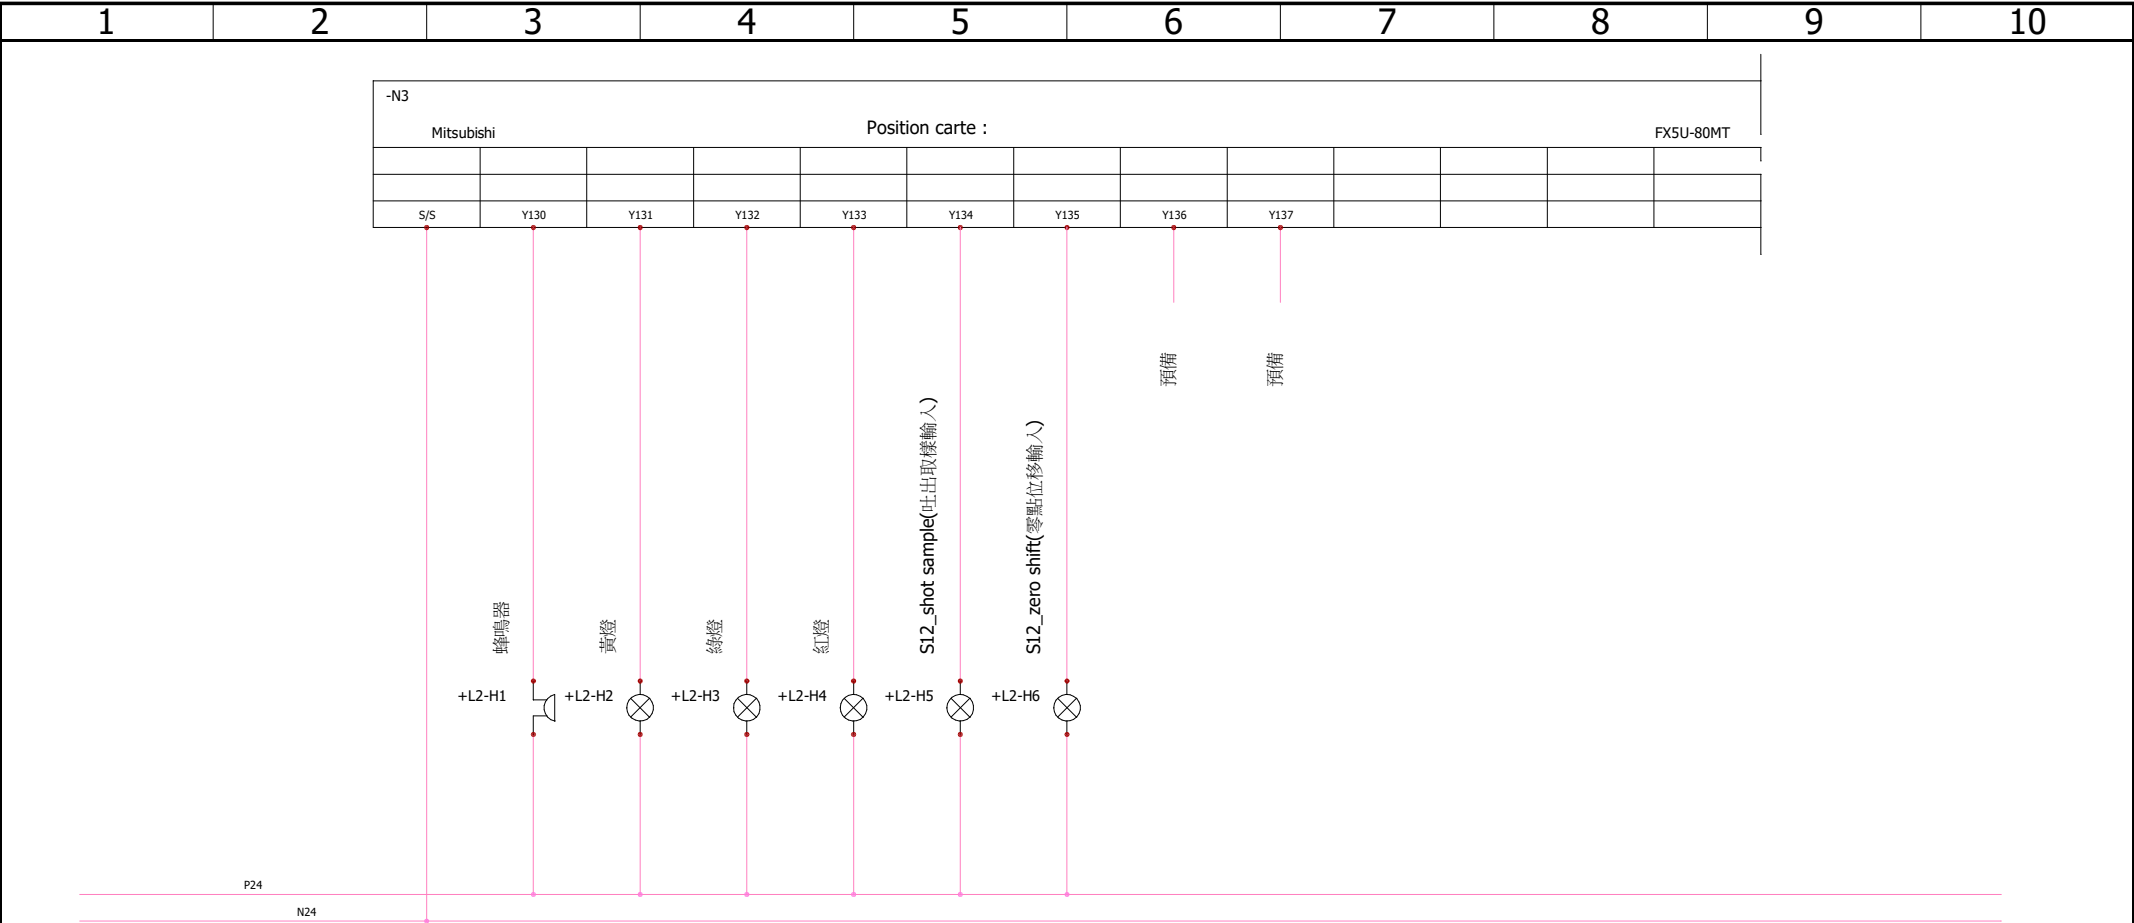 1 2 3 4 5 6 7 8 9 10
-N3
Mitsubishi Position carte : FX5U-80MT
S/S Y130 Y131 Y132 Y133 Y134 Y135 Y136 Y137
預備
預備
S12_shot sample(吐出取樣輸入)
S12_zero shift(零點位移輸入)
蜂鳴器
黃燈
綠燈
紅燈
+L2-H1 +L2-H2 +L2-H3 +L2-H4 +L2-H5 +L2-H6
P24
N24